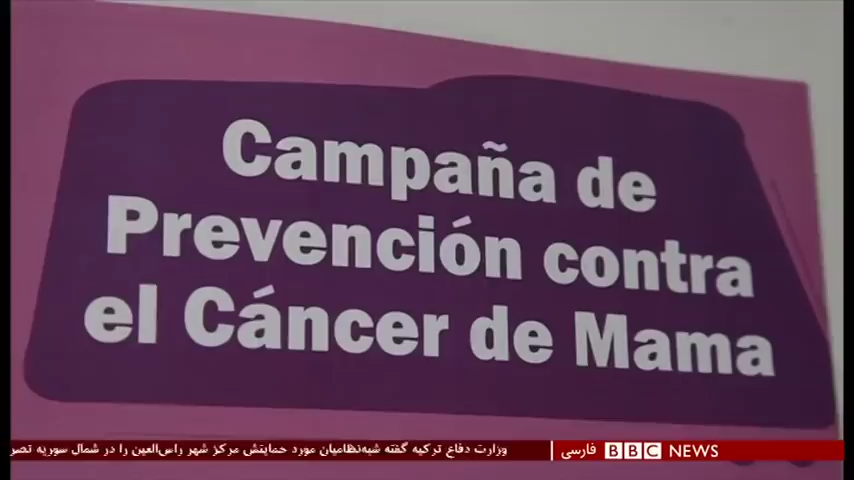 Campaña de
Prevención contra
el Cáncer de Mama
وزارت دفاع ترکیه گفته شبه‌نظامیان مورد حمایتش مرکز شهر راس‌العین را در شمال سوریه
فارسی BBC NEWS